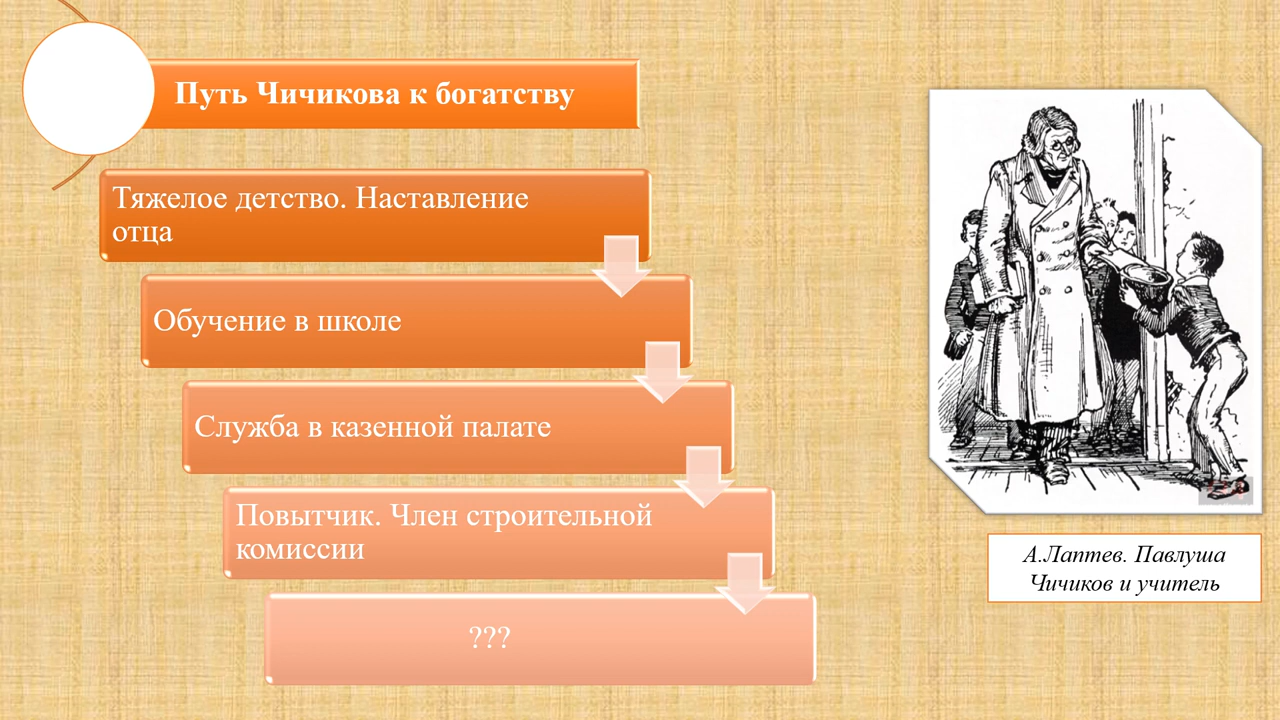 Путь Чичикова к богатству
Тяжелое детство. Наставление
отца
Обучение в школе
Служба в казенной палате
Повытчик. Член строительной
комиссии
???
А.Лаптев. Павлуша
Чичиков и учитель